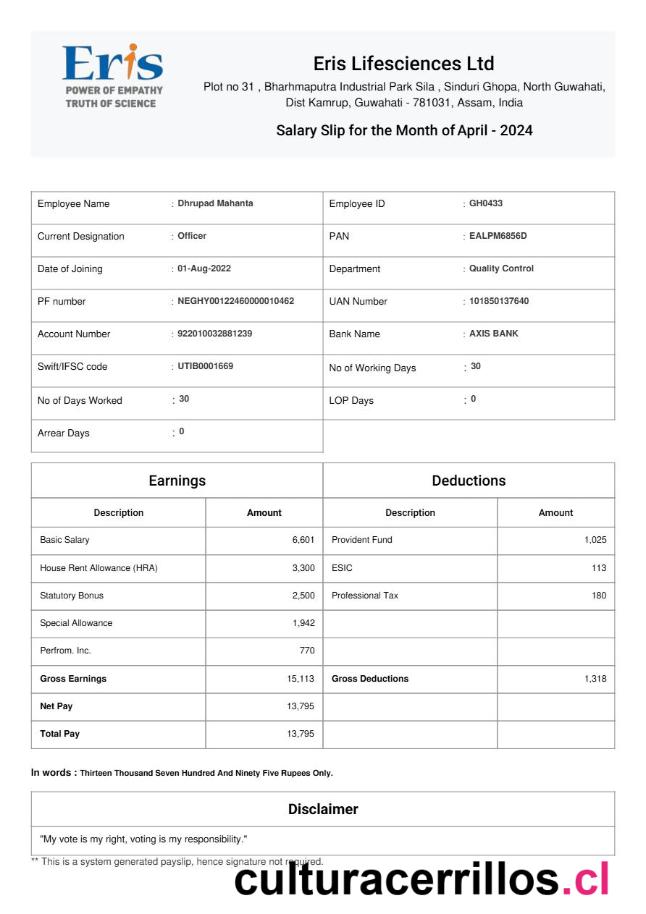 Eris
POWER OF EMPATHY
TRUTH OF SCIENCE
Eris Lifesciences Ltd
Plot no 31 , Bharhmaputra Industrial Park Sila , Sinduri Ghopa, North Guwahati,
Dist Kamrup, Guwahati - 781031, Assam, India
Salary Slip for the Month of April - 2024
Employee Name : Dhrupad Mahanta Employee ID : GH0433
Current Designation : Officer PAN : EALPM6856D
Date of Joining : 01-Aug-2022 Department : Quality Control
PF number : NEGHY00122460000010462 UAN Number : 101850137640
Account Number : 922010032881239 Bank Name : AXIS BANK
Swift/IFSC code : UTIB0001669 No of Working Days : 30
No of Days Worked : 30 LOP Days : 0
Arrear Days : 0
Earnings Deductions
Description Amount Description Amount
Basic Salary 6,601 Provident Fund 1,025
House Rent Allowance (HRA) 3,300 ESIC 113
Statutory Bonus 2,500 Professional Tax 180
Special Allowance 1,942
Perfrom. Inc. 770
Gross Earnings 15,113 Gross Deductions 1,318
Net Pay 13,795
Total Pay 13,795
In words : Thirteen Thousand Seven Hundred And Ninety Five Rupees Only.
Disclaimer
"My vote is my right, voting is my responsibility."
** This is a system generated payslip, hence signature not required.
culturacerrillos.cl